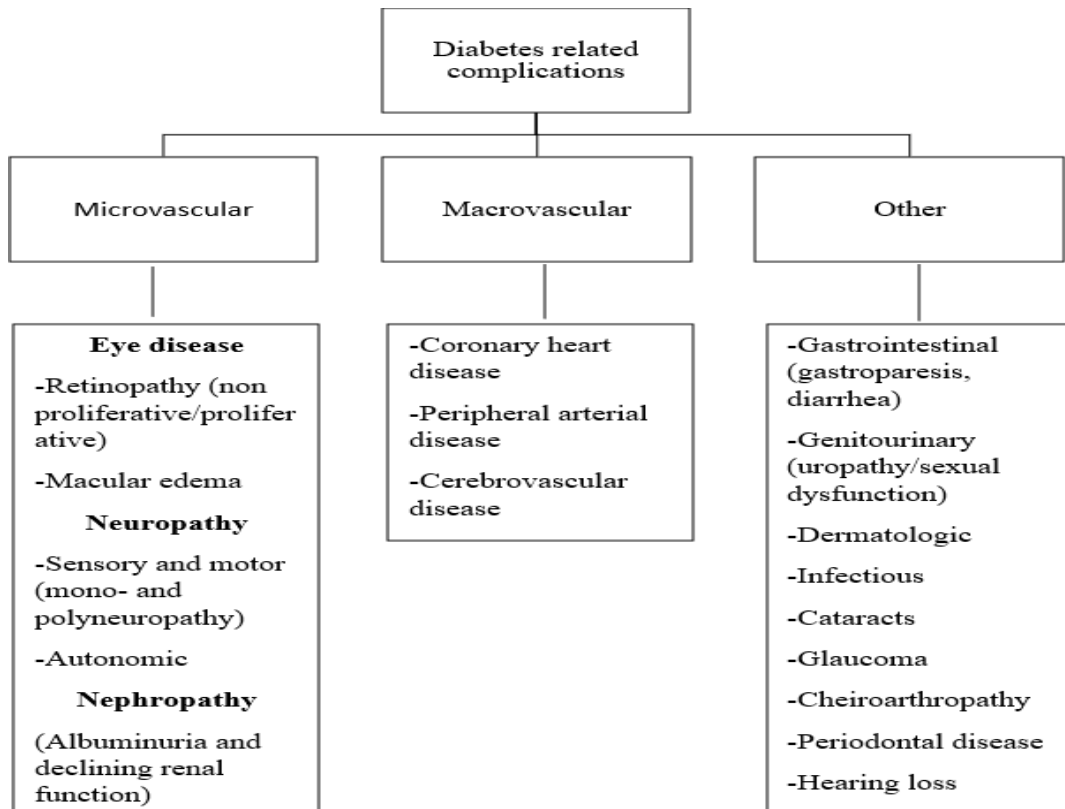 Diabetes related
complications
Microvascular
Macrovascular
Other
Eye disease
-Retinopathy (non
proliferative/prolifer
ative)
-Macular edema
Neuropathy
-Sensory and motor
(mono- and
polyneuropathy)
-Autonomic
Nephropathy
(Albuminuria and
declining renal
function)
-Coronary heart
disease
-Peripheral arterial
disease
-Cerebrovascular
disease
-Gastrointestinal
(gastroparesis,
diarrhea)
-Genitourinary
(uropathy/sexual
dysfunction)
-Dermatologic
-Infectious
-Cataracts
-Glaucoma
-Cheiroarthropathy
-Periodontal disease
-Hearing loss